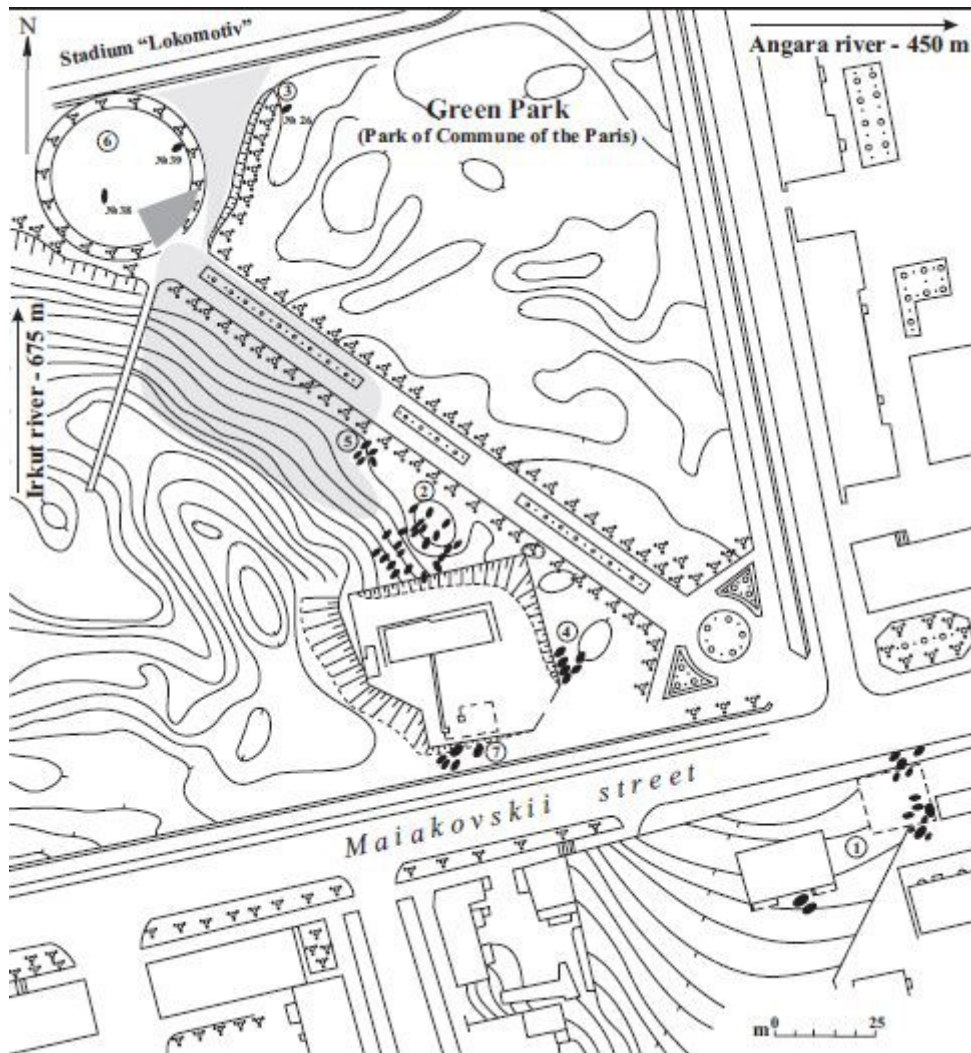 N
Stadium “Lokomotiv”
Angara river - 450 m
Green Park
(Park of Commune of the Paris)
3
№ 26
6
№ 39
№ 38
Irkut river - 675 m
5
2
4
7
Maiakovskii street
1
m 0 25